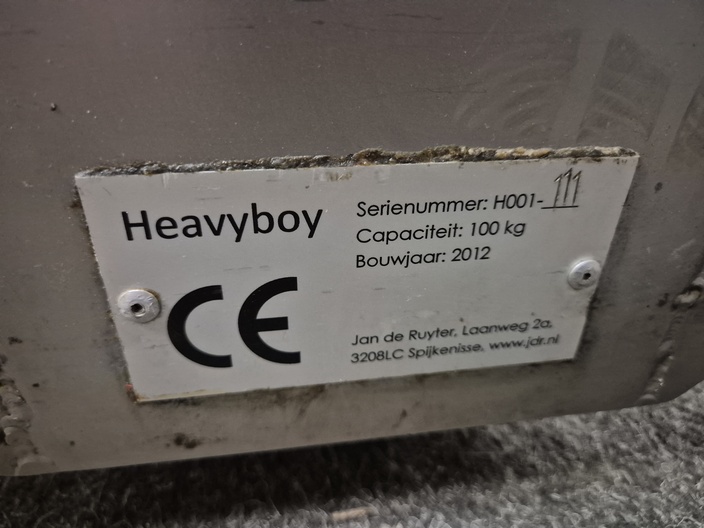 Heavyboy
CE
Serienummer: H001-111
Capaciteit: 100 kg
Bouwjaar: 2012
Jan de Ruyter, Laanweg 2a,
3208LC Spijkenisse, www.jdr.nl